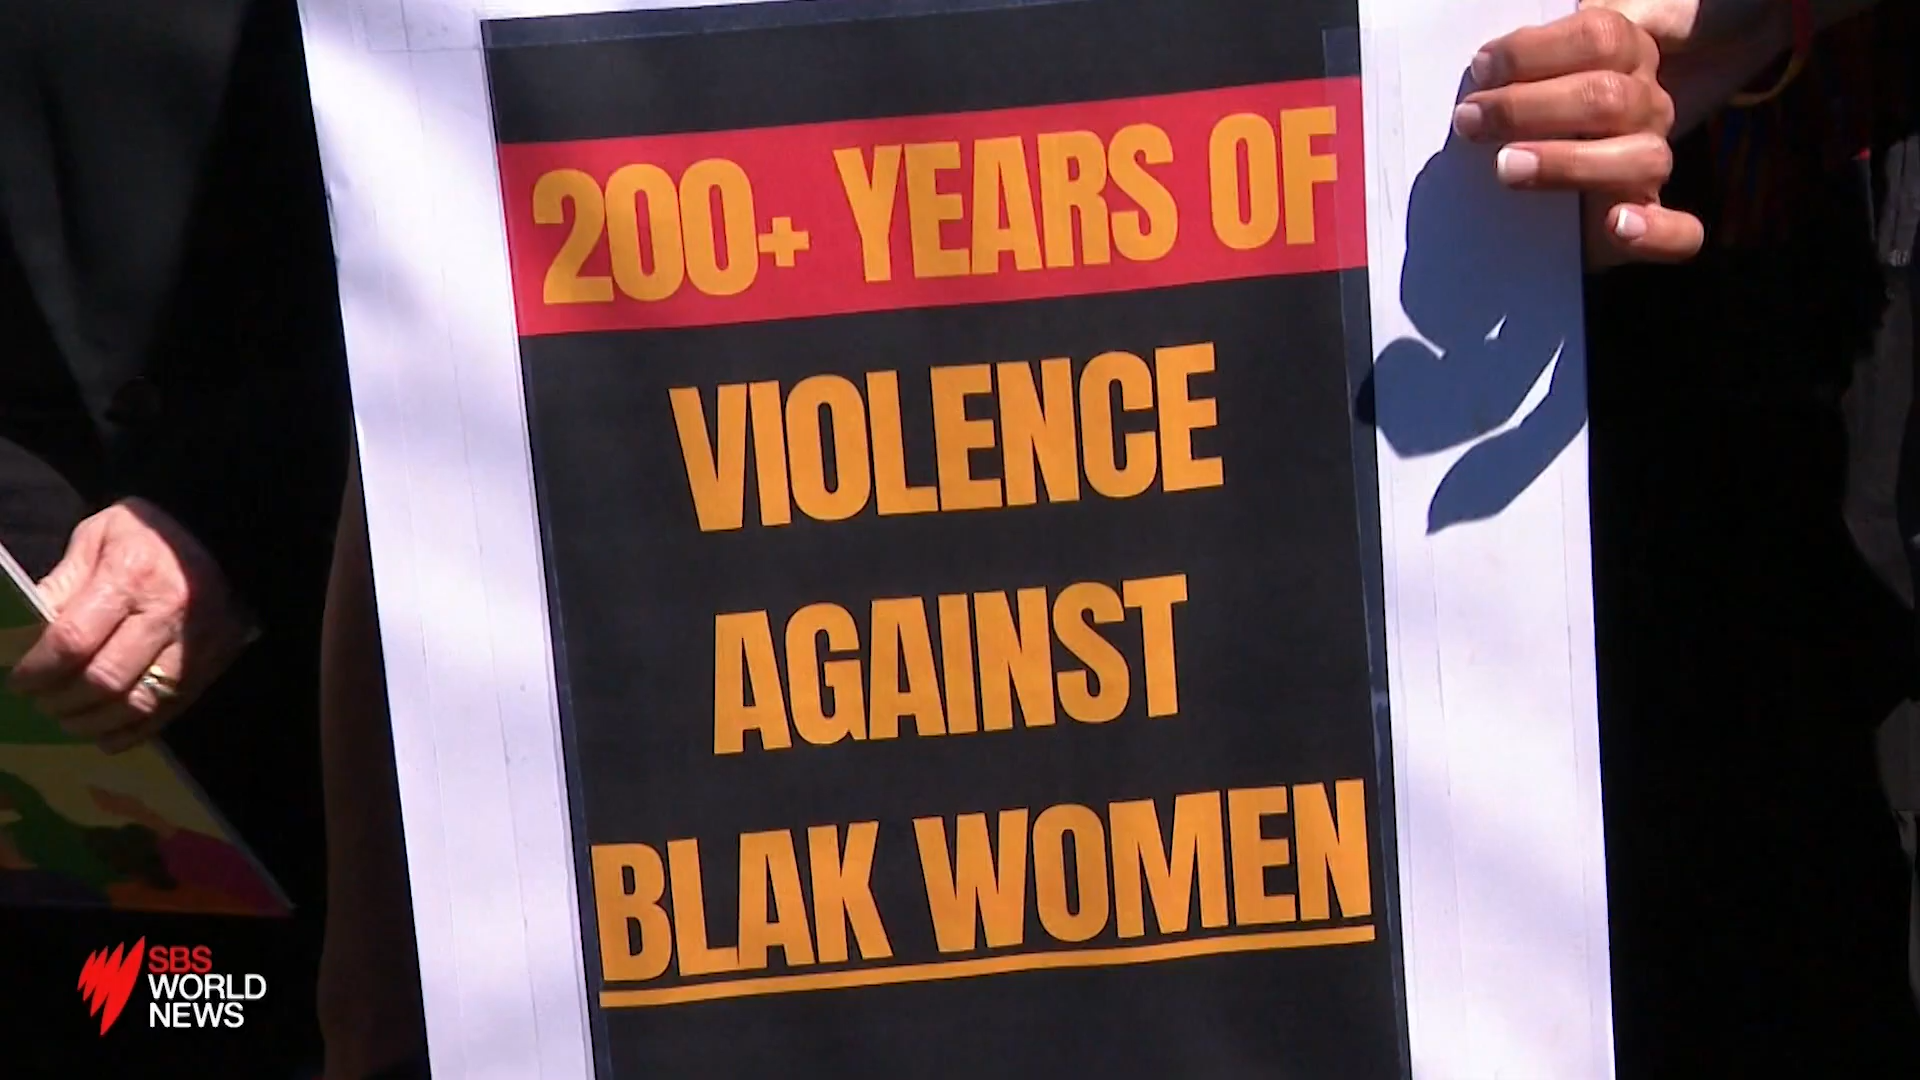 200+ YEARS OF
VIOLENCE
AGAINST
BLAK WOMEN
SBS
WORLD
NEWS